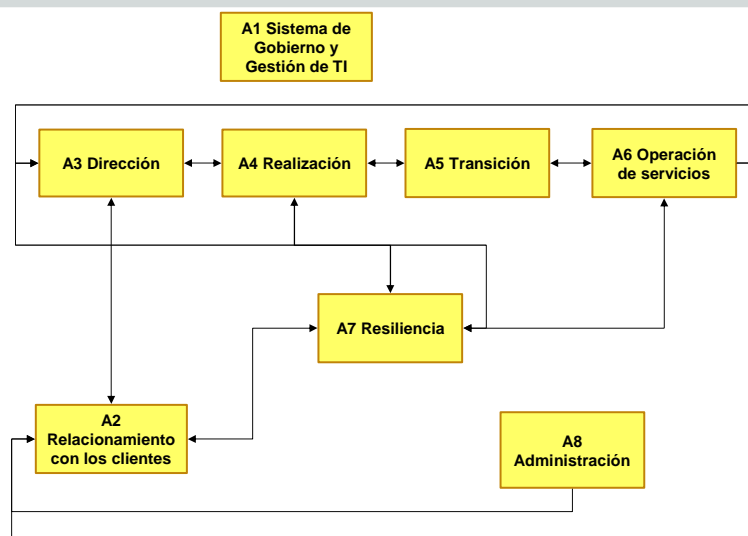 A1 Sistema de
Gobierno y
Gestión de TI
A3 Dirección
A4 Realización
A5 Transición
A6 Operación
de servicios
A7 Resiliencia
A2
Relacionamiento
con los clientes
A8
Administración